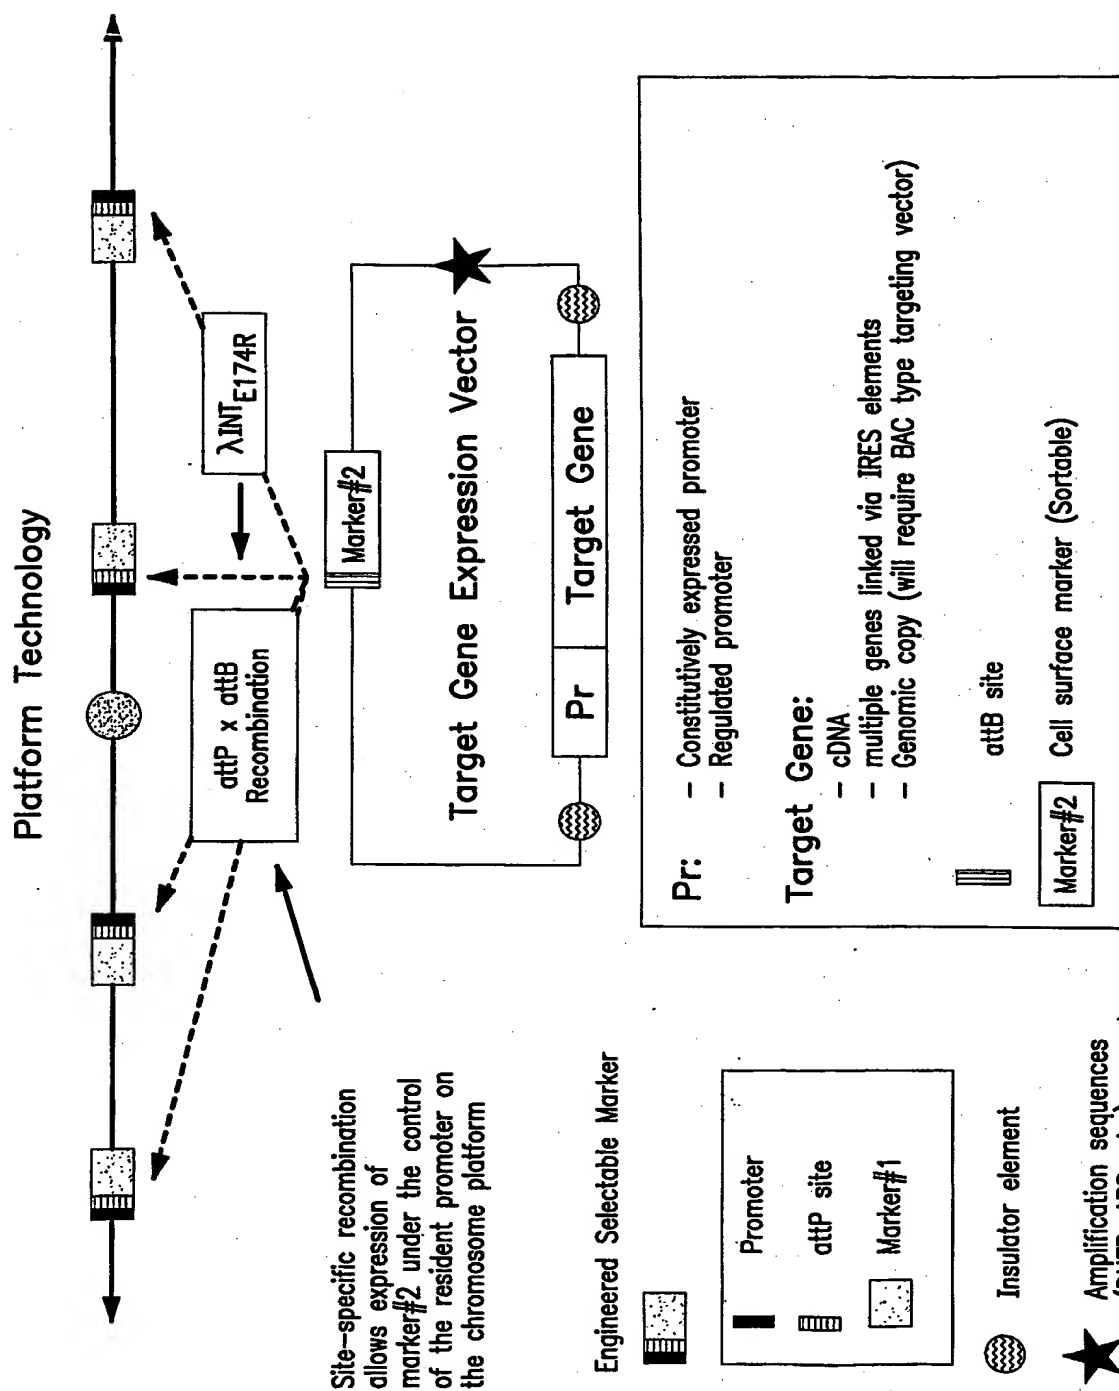 Platform Technology
attP x attB
Recombination
λINT E174R
Site-specific recombination
allows expression of
marker#2 under the control
of the resident promoter on
the chromosome platform
Marker#2
Target Gene Expression Vector
Pr
Target Gene
Engineered Selectable Marker
Promoter
attP site
Marker#1
Insulator element
Amplification sequences
Pr:
– Constitutively expressed promoter
– Regulated promoter
Target Gene:
– cDNA
– multiple genes linked via IRES elements
– Genomic copy (will require BAC type targeting vector)
attB site
Marker#2
Cell surface marker (Sortable)